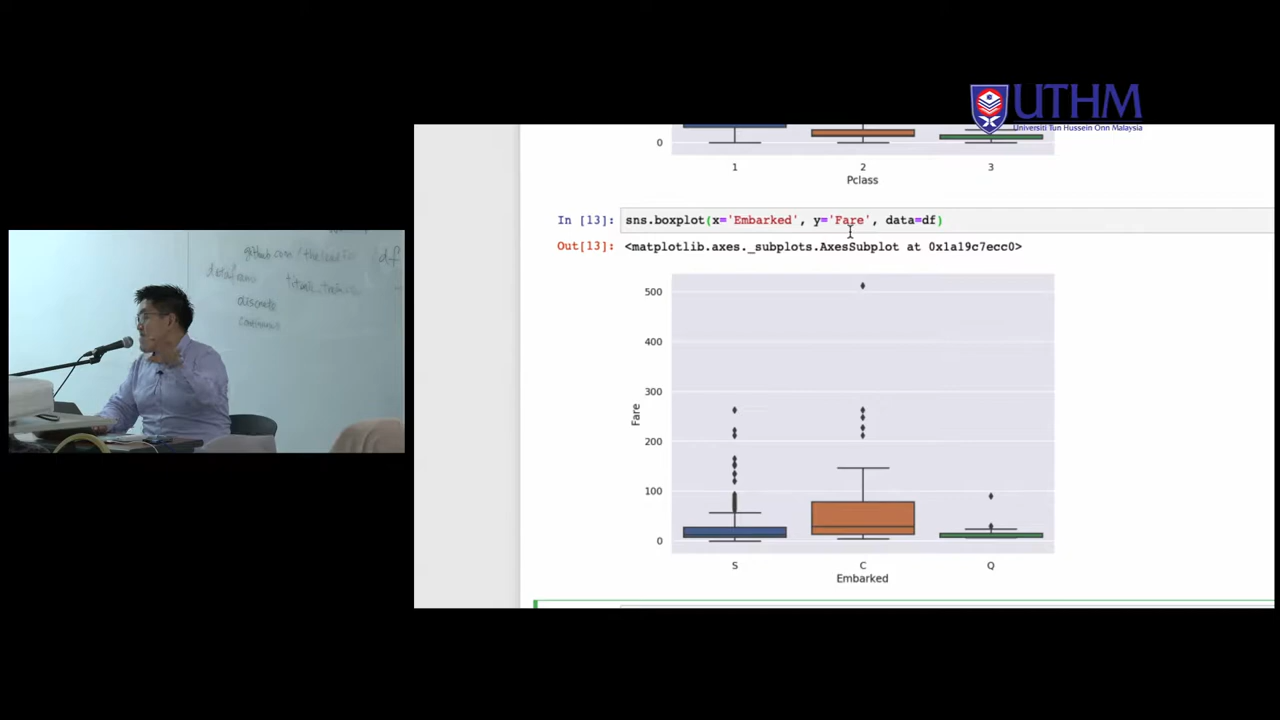 UTHM
Universiti Tun Hussein Onn Malaysia
0
1
2
3
Pclass
In [13]: sns.boxplot(x='Embarked', y='Fare', data=df)
Out[13]: <matplotlib.axes._subplots.AxesSubplot at 0x1a19c7ecc0>
500
400
300
200
100
0
Fare
S
C
Q
Embarked
discrete
continuous